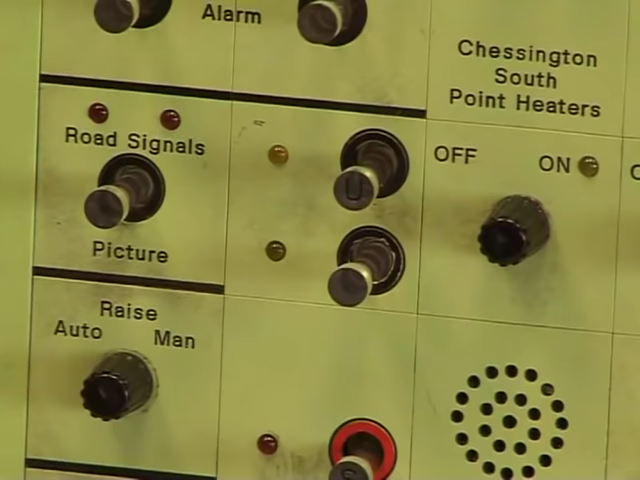 Alarm
Chessington
South
Point Heaters
Road Signals
OFF
ON
Picture
Raise
Auto
Man